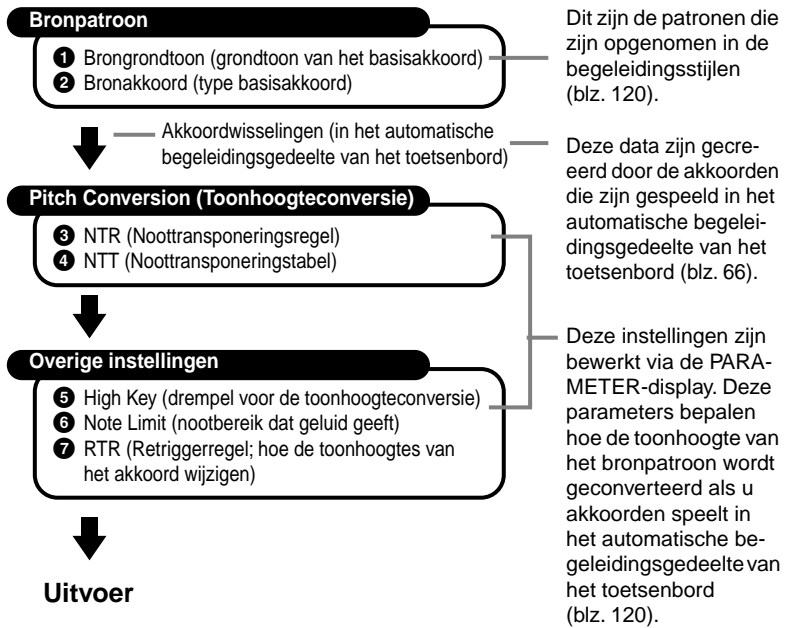 Bronpatroon
❶ Brongrondtoon (grondtoon van het basisakkoord)
❷ Bronakkoord (type basisakkoord)
Dit zijn de patronen die
zijn opgenomen in de
begeleidingsstijlen
(blz. 120).
Akkoordwisselingen (in het automatische
begeleidingsgedeelte van het toetsenbord)
Deze data zijn gecre-
eerd door de akkoorden
die zijn gespeeld in het
automatische begelei-
dingsgedeelte van het
toetsenbord (blz. 66).
Pitch Conversion (Toonhoogteconversie)
❸ NTR (Noottransponeringsregel)
❹ NTT (Noottransponeringstabel)
Overige instellingen
❺ High Key (drempel voor de toonhoogteconversie)
❻ Note Limit (nootbereik dat geluid geeft)
❼ RTR (Retriggerregel; hoe de toonhoogtes van
het akkoord wijzigen)
Deze instellingen zijn
bewerkt via de PARA-
METER-display. Deze
parameters bepalen
hoe de toonhoogte van
het bronpatroon wordt
geconverteerd als u
akkoorden speelt in
het automatische be-
geleidingsgedeelte van
het toetsenbord
(blz. 120).
Uitvoer